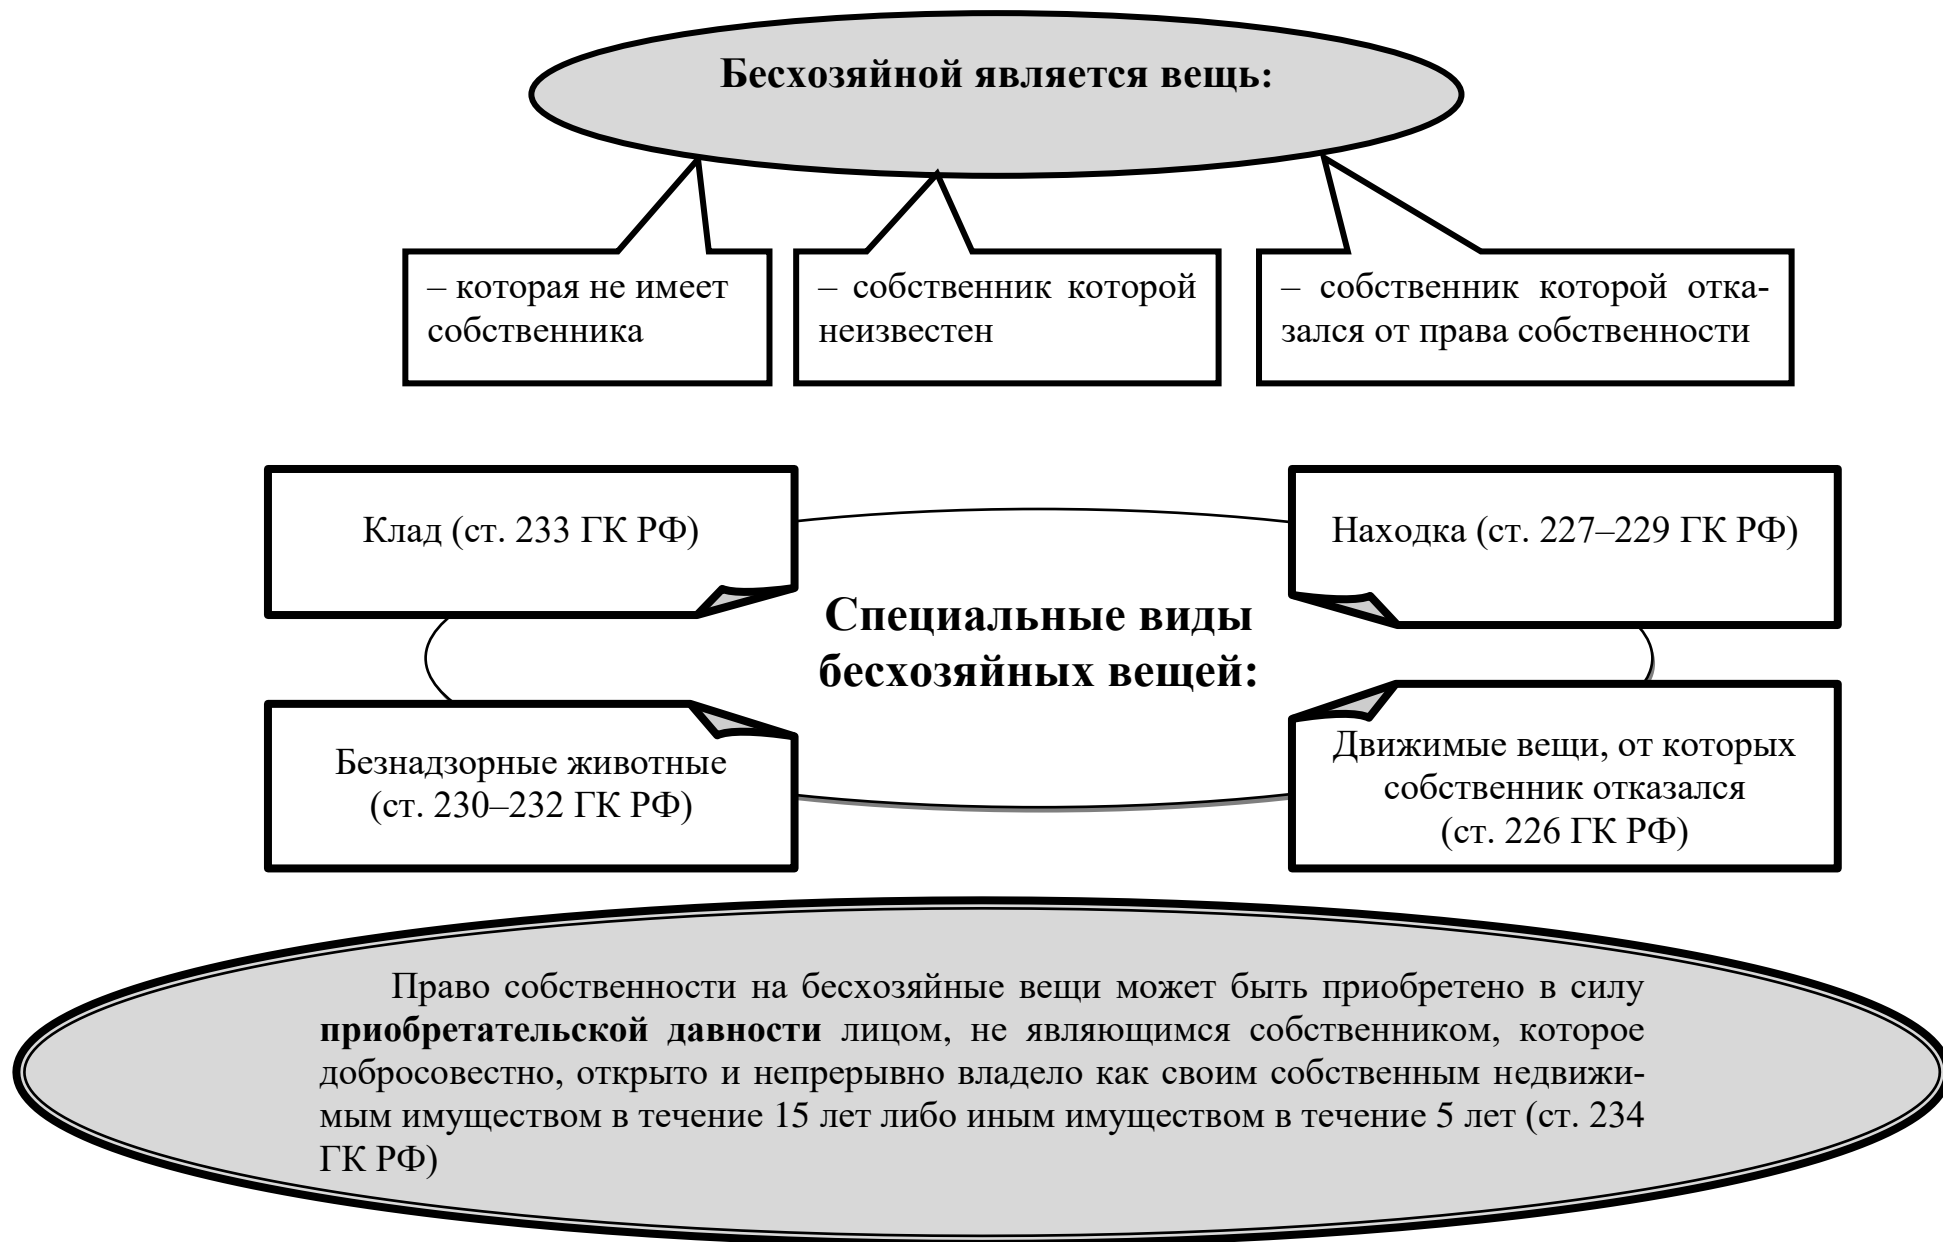 Бесхозяйной является вещь:
– которая не имеет
собственника
– собственник которой
неизвестен
– собственник которой отка-
зался от права собственности
Клад (ст. 233 ГК РФ)
Находка (ст. 227–229 ГК РФ)
Специальные виды
бесхозяйных вещей:
Безнадзорные животные
(ст. 230–232 ГК РФ)
Движимые вещи, от которых
собственник отказался
(ст. 226 ГК РФ)
Право собственности на бесхозяйные вещи может быть приобретено в силу
приобретательской давности лицом, не являющимся собственником, которое
добросовестно, открыто и непрерывно владело как своим собственным недвижи-
мым имуществом в течение 15 лет либо иным имуществом в течение 5 лет (ст. 234
ГК РФ)